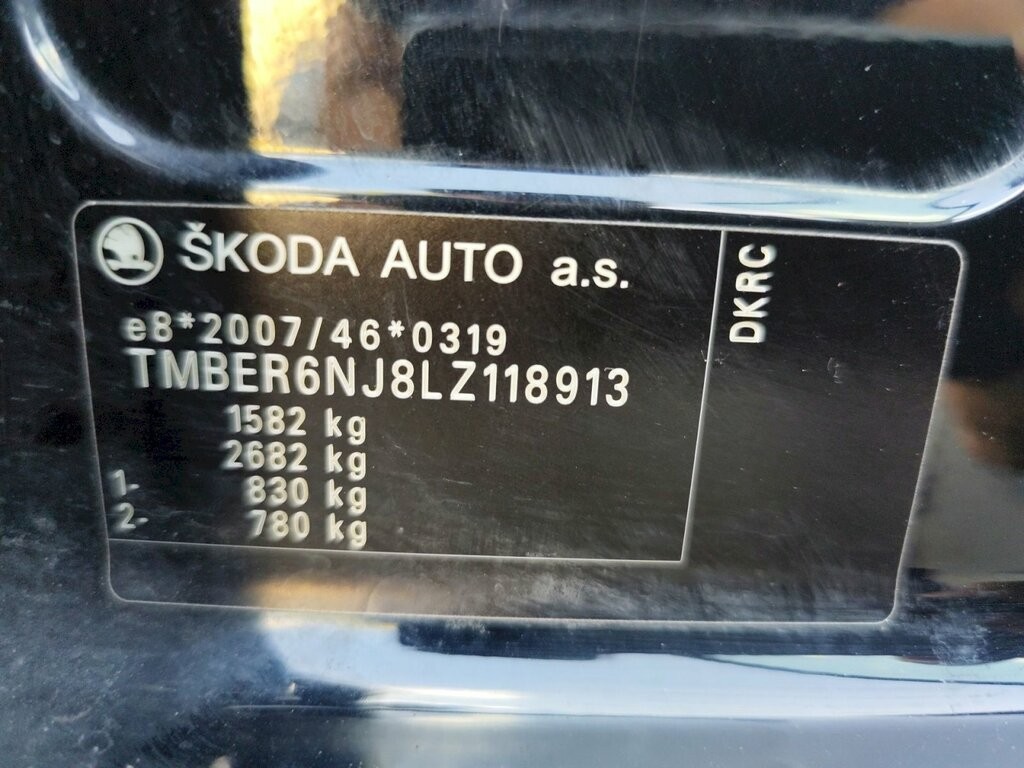 ŠKODA AUTO a.s.
e8*2007/46*0319
TMBER6NJ8LZ118913
1582 kg
2682 kg
1- 830 kg
2- 780 kg
DKRC